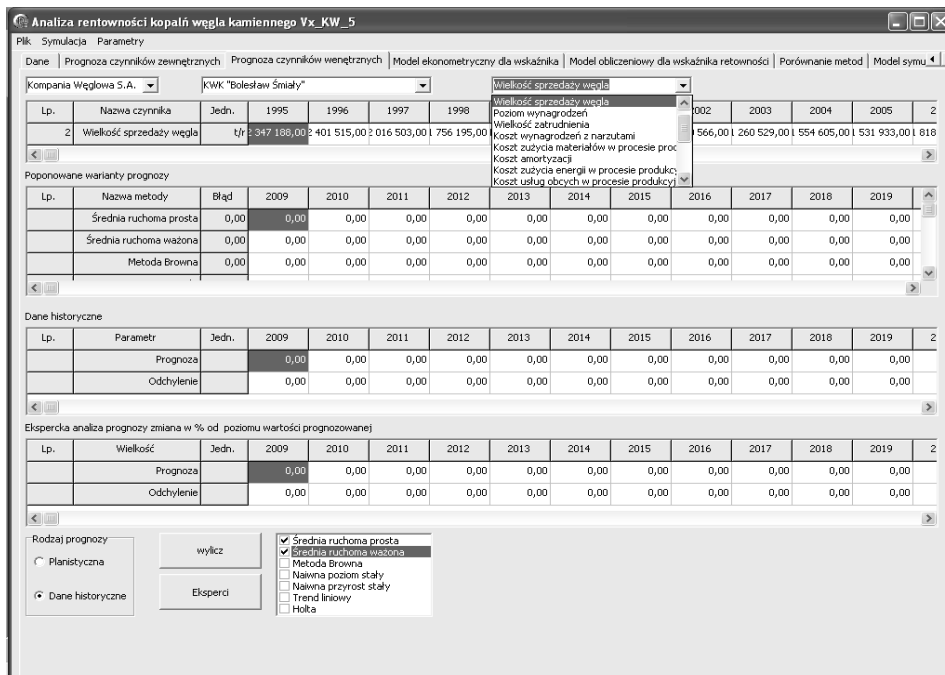 Analiza rentowności kopalń węgla kamiennego Vx_KW_5
Plik Symulacja Parametry
Dane Prognoza czynników zewnętrznych Prognoza czynników wenętrznych Model ekonometryczny dla wskaźnika Model obliczeniowy dla wskaźnika retowności Porównanie metod Model symu
Kompania Węglowa S.A. KWK "Bolesław Śmiały" Wielkość sprzedaży węgla
Wielkość sprzedaży węgla
Poziom wynagrodzeń
Wielkość zatrudnienia
Koszt wynagrodzeń z narzutami
Koszt zużycia materiałów w procesie proc
Koszt amortyzacji
Koszt zużycia energii w procesie produkcy
Koszt usług obcych w procesie produkcyj
Lp. Nazwa czynnika Jedn. 1995 1996 1997 1998 2002 2003 2004 2005 2
2 Wielkość sprzedaży węgla t/r 2 347 188,00 2 401 515,00 2 016 503,00 1 756 195,00 566,00 1 260 529,00 1 554 605,00 1 531 933,00 1 818
Poponowane warianty prognozy
Lp. Nazwa metody Błąd 2009 2010 2011 2012 2013 2014 2015 2016 2017 2018 2019
Średnia ruchoma prosta 0,00 0,00 0,00 0,00 0,00 0,00 0,00 0,00 0,00 0,00 0,00 0,00
Średnia ruchoma ważona 0,00 0,00 0,00 0,00 0,00 0,00 0,00 0,00 0,00 0,00 0,00 0,00
Metoda Browna 0,00 0,00 0,00 0,00 0,00 0,00 0,00 0,00 0,00 0,00 0,00 0,00
Dane historyczne
Lp. Parametr Jedn. 2009 2010 2011 2012 2013 2014 2015 2016 2017 2018 2019 2
Prognoza 0,00 0,00 0,00 0,00 0,00 0,00 0,00 0,00 0,00 0,00 0,00
Odchylenie 0,00 0,00 0,00 0,00 0,00 0,00 0,00 0,00 0,00 0,00 0,00
Ekspercka analiza prognozy zmiana w % od poziomu wartości prognozowanej
Lp. Wielkość Jedn. 2009 2010 2011 2012 2013 2014 2015 2016 2017 2018 2019 2
Prognoza 0,00 0,00 0,00 0,00 0,00 0,00 0,00 0,00 0,00 0,00 0,00
Odchylenie 0,00 0,00 0,00 0,00 0,00 0,00 0,00 0,00 0,00 0,00 0,00
Rodzaj prognozy
Planistyczna
Dane historyczne
wylicz
Eksperci
Średnia ruchoma prosta
Średnia ruchoma ważona
Metoda Browna
Naiwna poziom stały
Naiwna przyrost stały
Trend liniowy
Holta